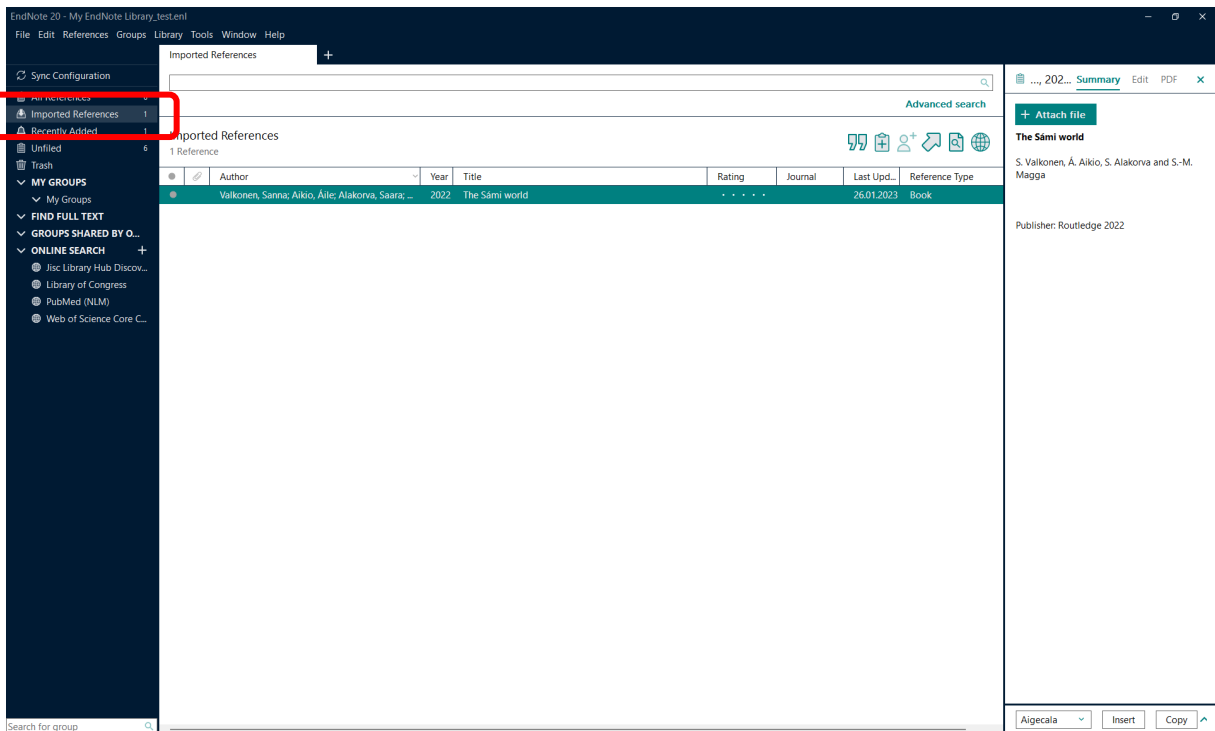 EndNote 20 - My EndNote Library_test.enl
File Edit References Groups Library Tools Window Help
Imported References +
Sync Configuration
All References
Imported References 1
Recently Added 1
Unfiled 6
Trash
MY GROUPS
My Groups
FIND FULL TEXT
GROUPS SHARED BY O...
ONLINE SEARCH +
Jisc Library Hub Discov...
Library of Congress
PubMed (NLM)
Web of Science Core C...
Search for group
Advanced search
Imported References
1 Reference
Author Year Title Rating Journal Last Upd... Reference Type
Valkonen, Sanna; Aikio, Áile; Alakorva, Saara; ... 2022 The Sámi world 26.01.2023 Book
..., 202... Summary Edit PDF
+ Attach file
The Sámi world
S. Valkonen, Á. Aikio, S. Alakorva and S.-M.
Magga
Publisher: Routledge 2022
Aigecala Insert Copy